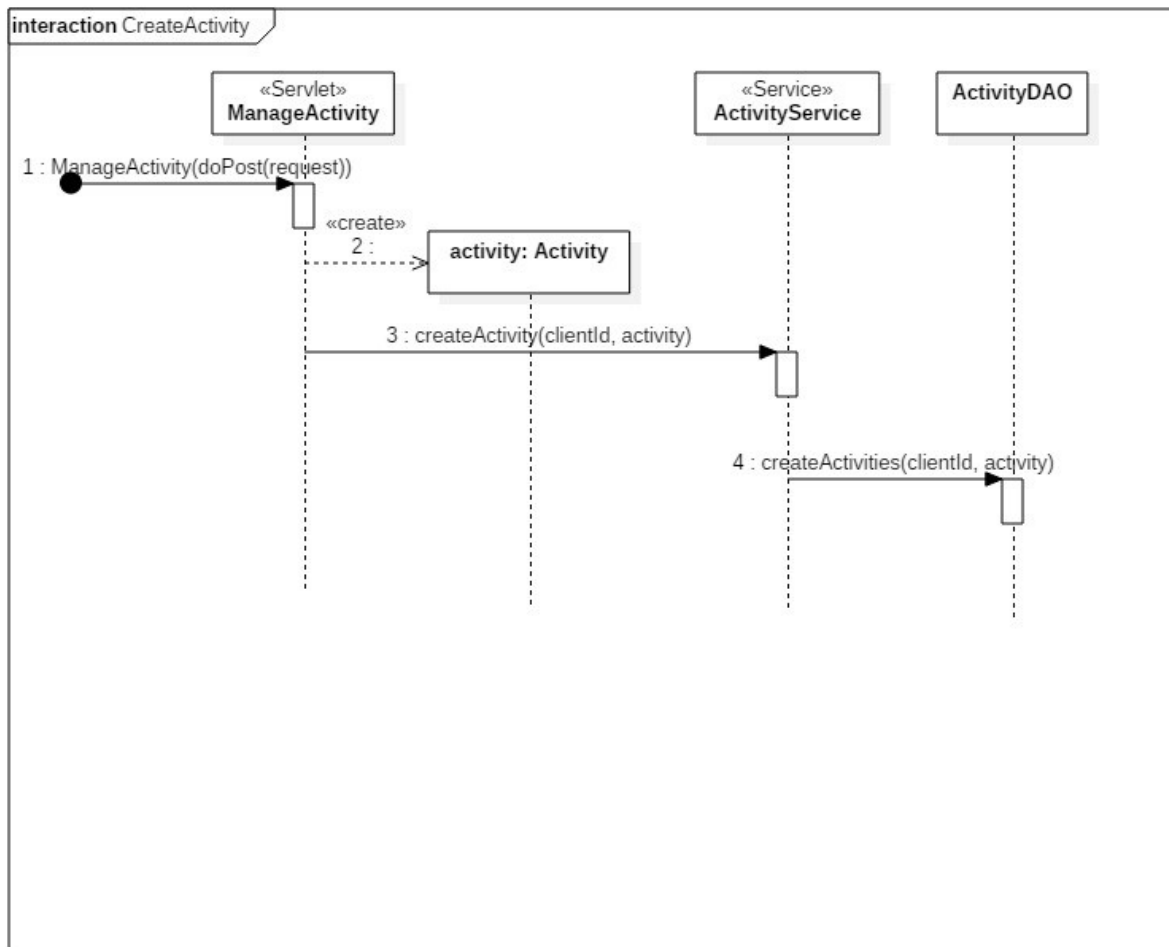 interaction CreateActivity
«Servlet»
ManageActivity
«Service»
ActivityService
ActivityDAO
1 : ManageActivity(doPost(request))
«create»
2 :
activity: Activity
3 : createActivity(clientId, activity)
4 : createActivities(clientId, activity)